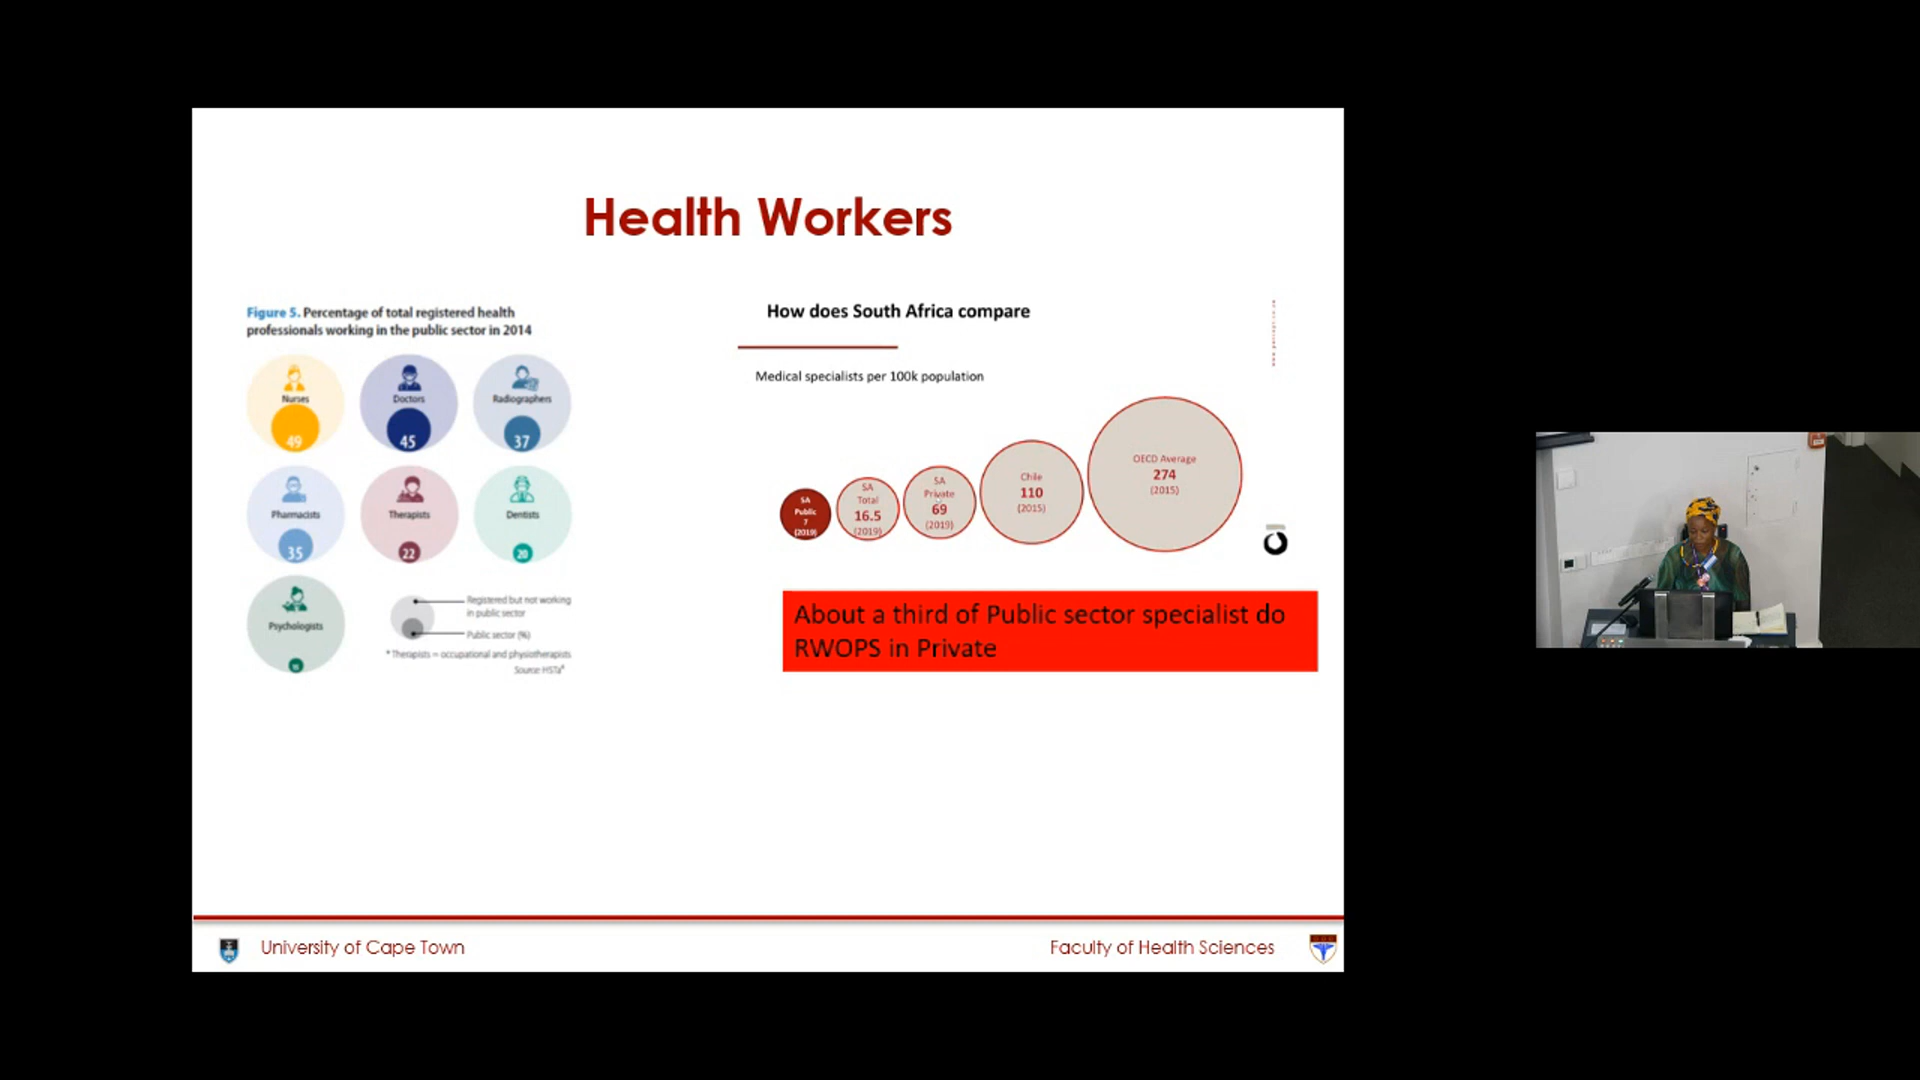 Health Workers
Figure 5. Percentage of total registered health
professionals working in the public sector in 2014
Nurses
49
Doctors
45
Radiographers
37
Pharmacists
35
Therapists
22
Dentists
20
Psychologists
Registered but not working
in public sector
Public sector (%)
* Therapists = occupational and physiotherapists
Source: HST
How does South Africa compare
Medical specialists per 100k population
SA
Public
7
(2019)
SA
Total
16.5
(2019)
SA
Private
69
(2019)
Chile
110
(2015)
OECD Average
274
(2015)
About a third of Public sector specialist do
RWOPS in Private
University of Cape Town
Faculty of Health Sciences